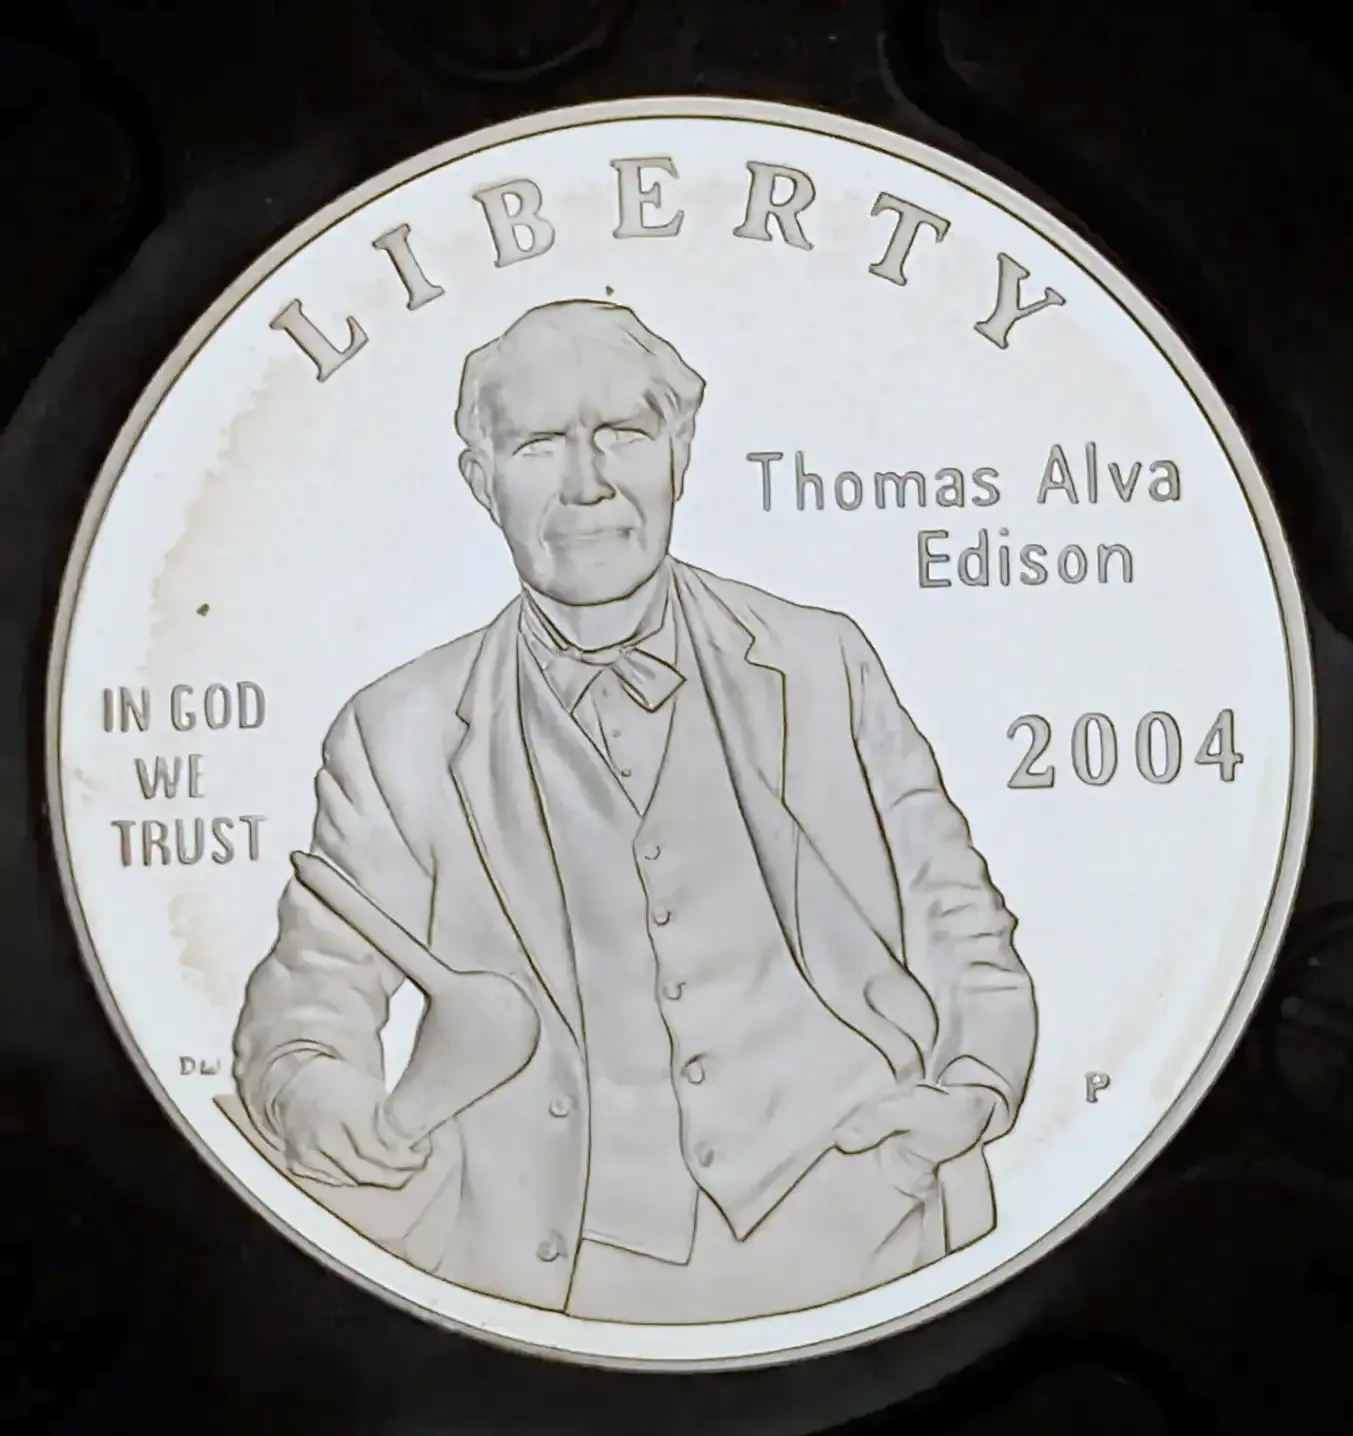 LIBERTY
Thomas Alva
Edison
IN GOD
WE
TRUST
2004
DW
P